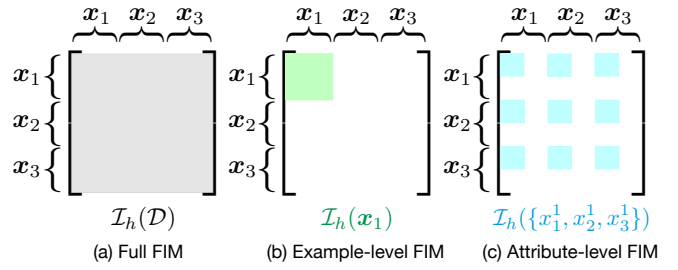 x₁ x₂ x₃ x₁ x₂ x₃ x₁ x₂ x₃
x₁ x₁ x₁
x₂ x₂ x₂
x₃ x₃ x₃
ℐₕ(𝒟) ℐₕ(x₁) ℐₕ({x₁¹, x₂¹, x₃¹})
(a) Full FIM (b) Example-level FIM (c) Attribute-level FIM